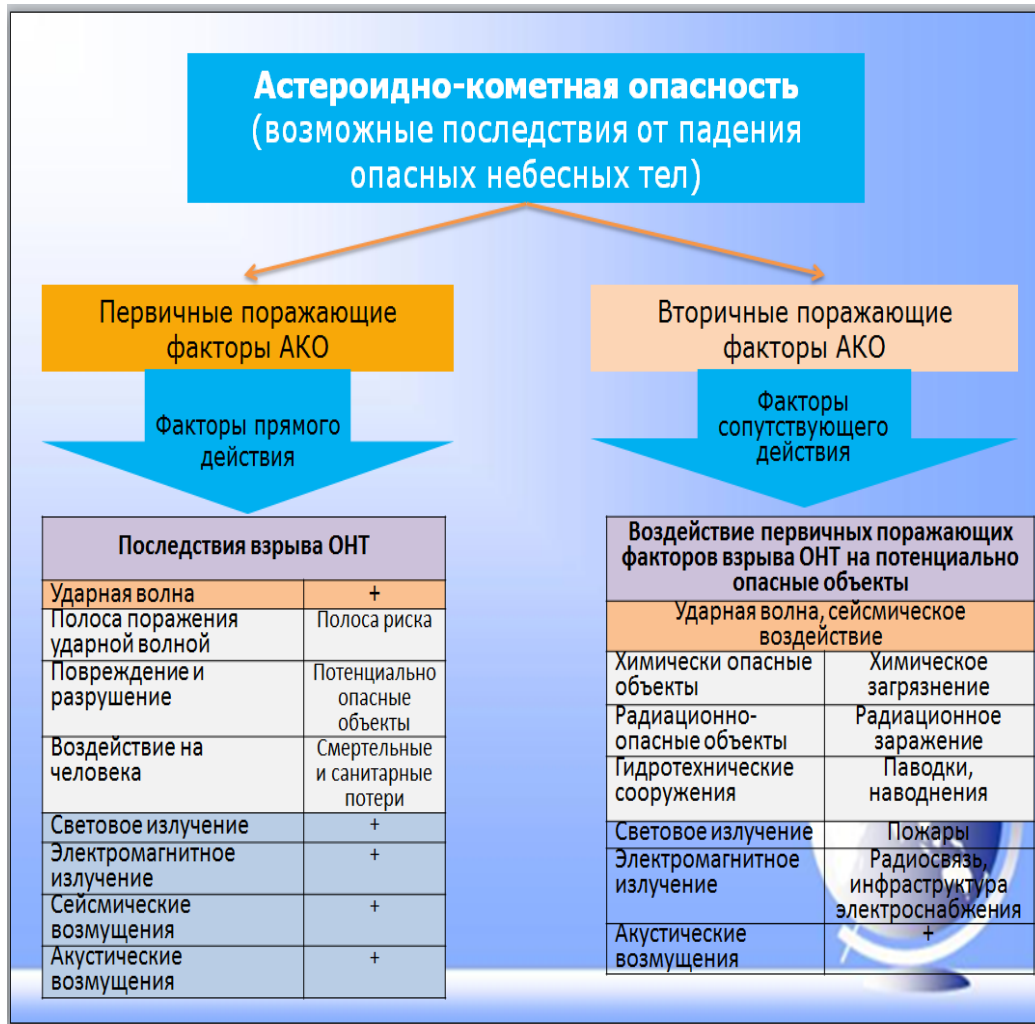 Астероидно-кометная опасность
(возможные последствия от падения
опасных небесных тел)
Первичные поражающие
факторы АКО
Факторы прямого
действия
Последствия взрыва ОНТ
Ударная волна +
Полоса поражения Полоса риска
ударной волной
Повреждение и Потенциально
разрушение опасные
объекты
Воздействие на Смертельные
человека и санитарные
потери
Световое излучение +
Электромагнитное +
излучение
Сейсмические +
возмущения
Акустические +
возмущения
Вторичные поражающие
факторы АКО
Факторы
сопутствующего
действия
Воздействие первичных поражающих
факторов взрыва ОНТ на потенциально
опасные объекты
Ударная волна, сейсмическое
воздействие
Химически опасные Химическое
объекты загрязнение
Радиационно- Радиационное
опасные объекты заражение
Гидротехнические Паводки,
сооружения наводнения
Световое излучение Пожары
Электромагнитное Радиосвязь,
излучение инфраструктура
электроснабжения
Акустические +
возмущения